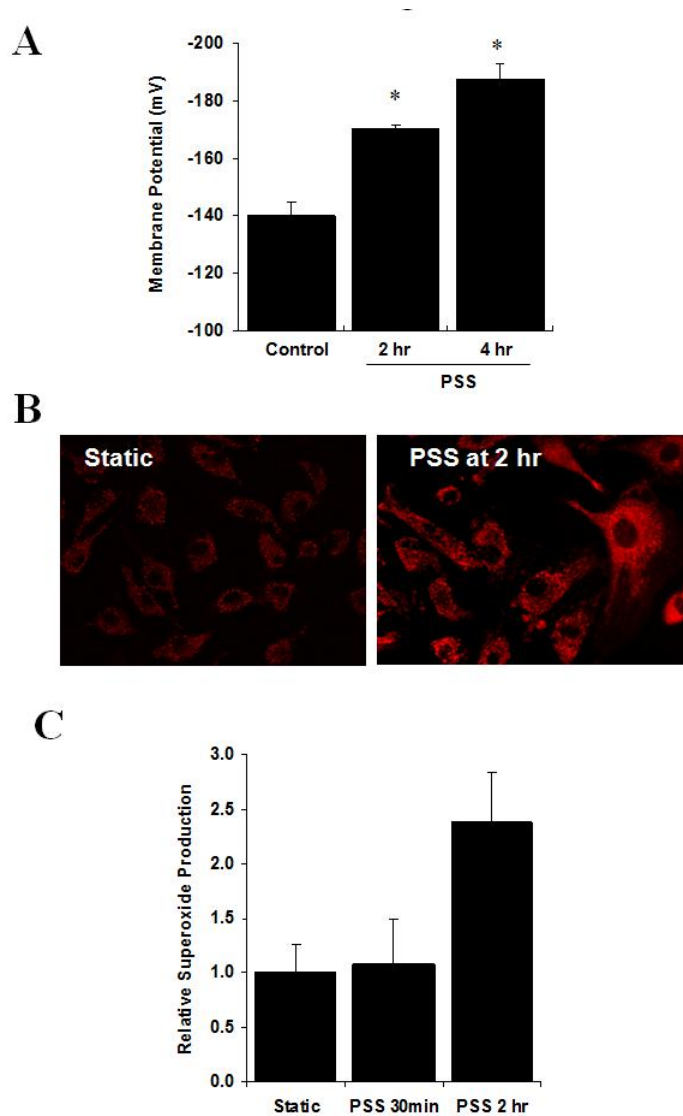 A
Membrane Potential (mV)
-200
-180
-160
-140
-120
-100
*
*
Control 2 hr 4 hr
PSS
B
Static
PSS at 2 hr
C
Relative Superoxide Production
3.0
2.5
2.0
1.5
1.0
0.5
0.0
Static PSS 30min PSS 2 hr